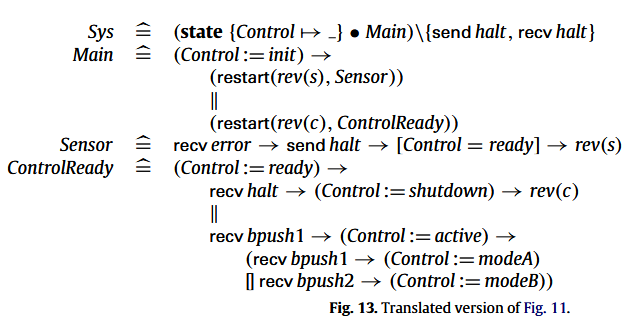 Sys ≙ (state {Control ↦ _} • Main)\{send halt, recv halt}
Main ≙ (Control := init) →
(restart(rev(s), Sensor))
||
(restart(rev(c), ControlReady))
Sensor ≙ recv error → send halt → [Control = ready] → rev(s)
ControlReady ≙ (Control := ready) →
recv halt → (Control := shutdown) → rev(c)
||
recv bpush1 → (Control := active) →
(recv bpush1 → (Control := modeA)
[] recv bpush2 → (Control := modeB))
Fig. 13. Translated version of Fig. 11.